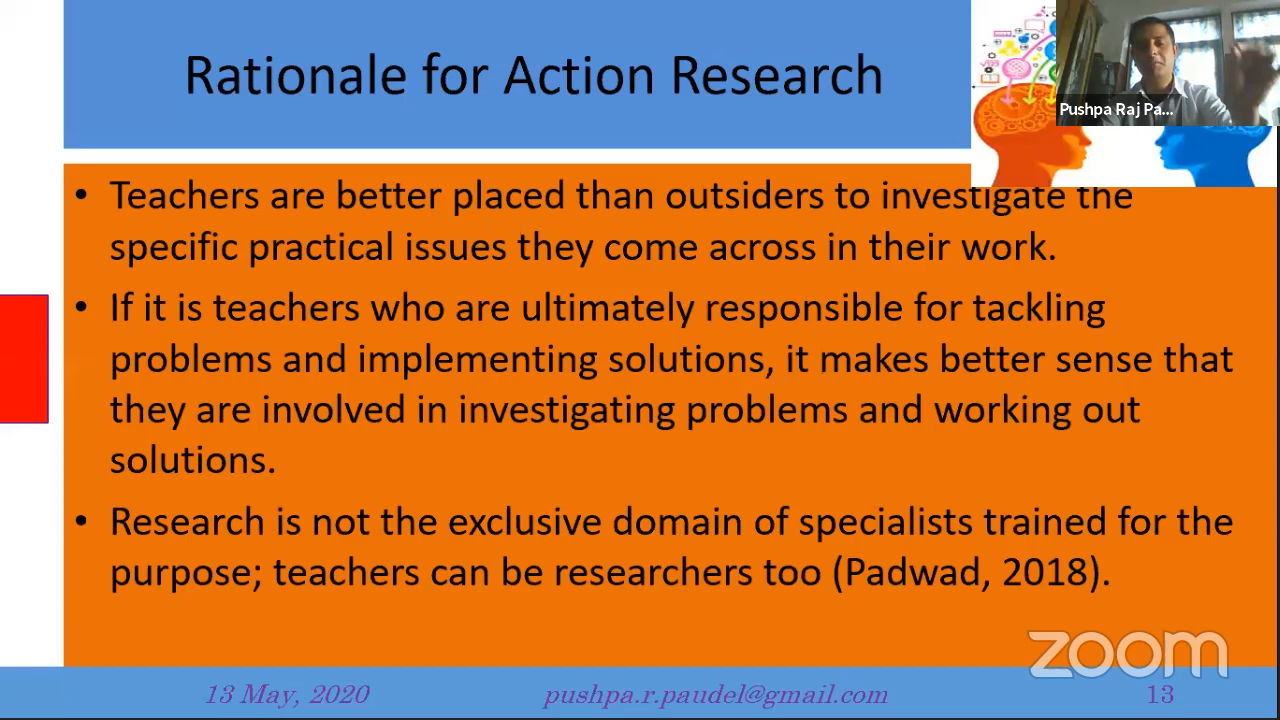 Rationale for Action Research
Pushpa Raj Pa...
• Teachers are better placed than outsiders to investigate the
specific practical issues they come across in their work.
• If it is teachers who are ultimately responsible for tackling
problems and implementing solutions, it makes better sense that
they are involved in investigating problems and working out
solutions.
• Research is not the exclusive domain of specialists trained for the
purpose; teachers can be researchers too (Padwad, 2018).
zoom
13 May, 2020 pushpa.r.paudel@gmail.com 13